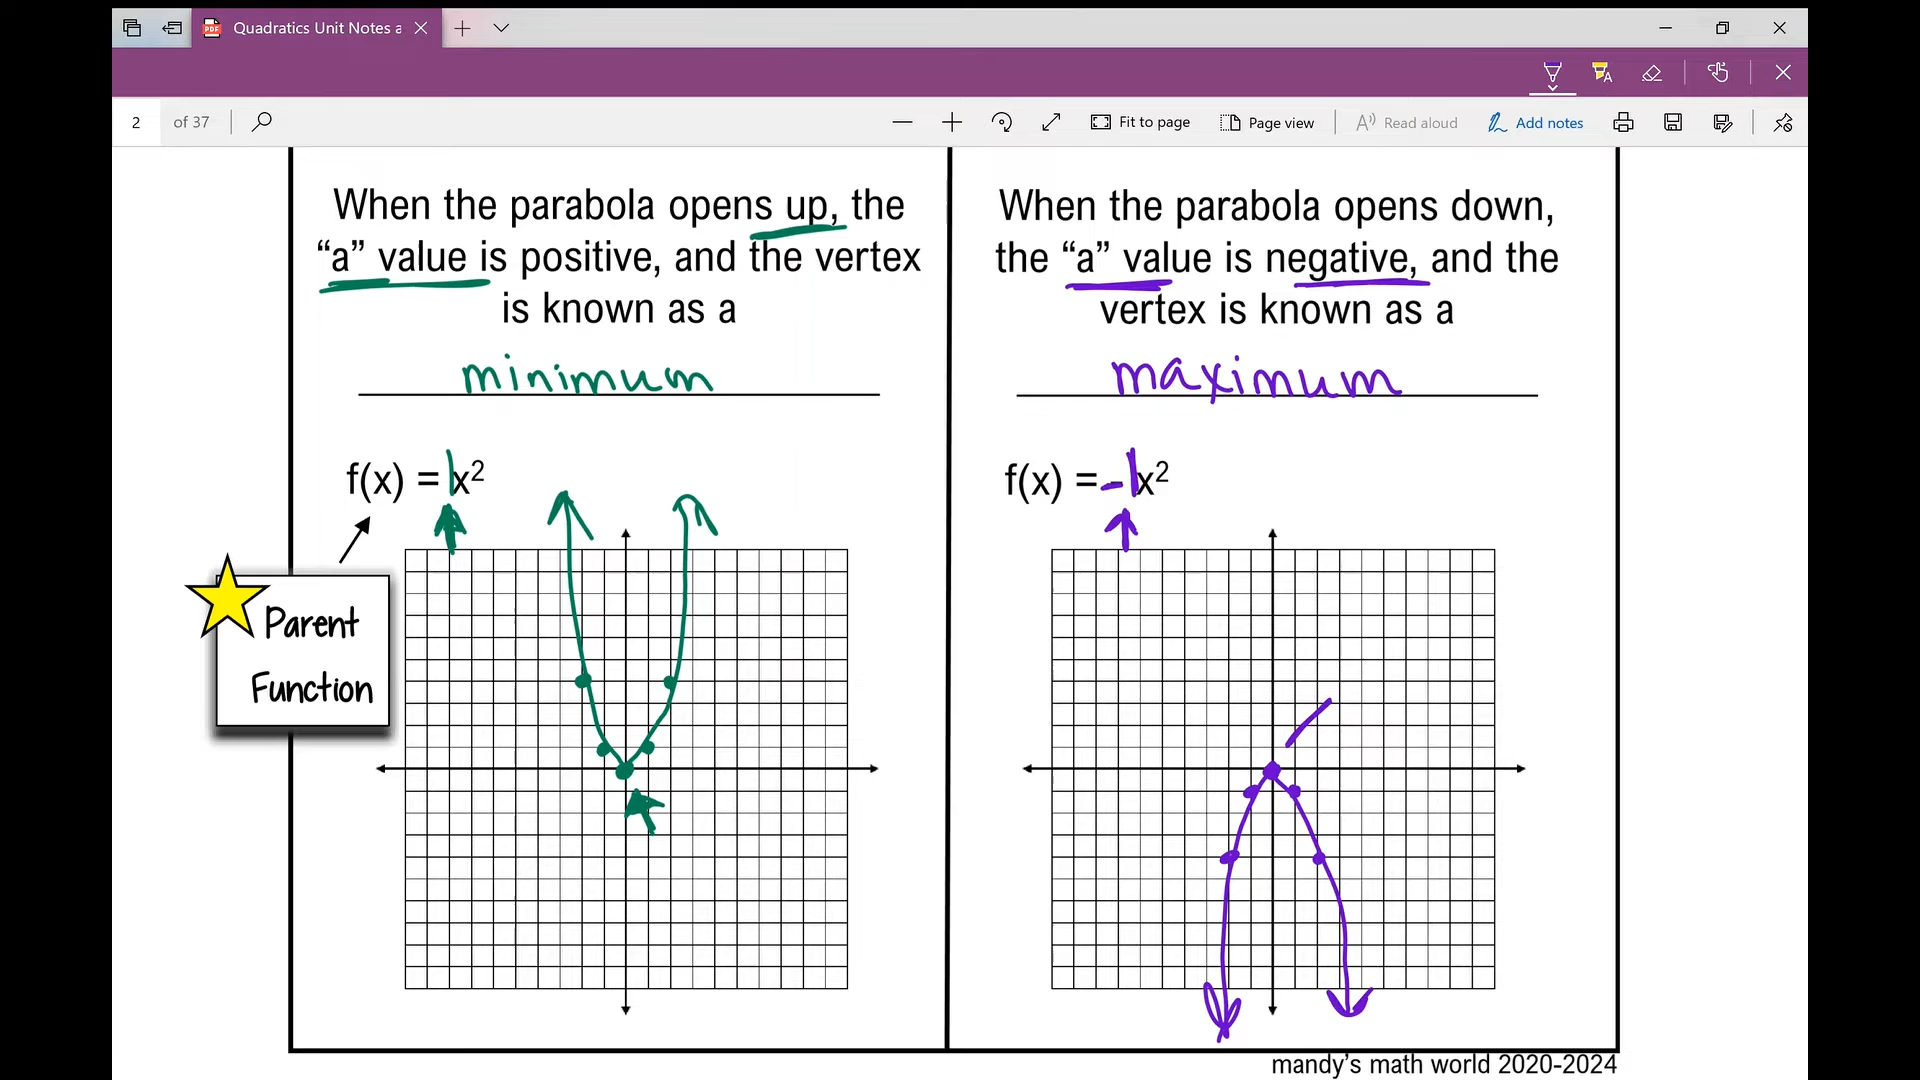 Quadratics Unit Notes a
2 of 37
Fit to page
Page view
Read aloud
Add notes
When the parabola opens up, the
“a” value is positive, and the vertex
is known as a
minimum
f(x) = 1x²
Parent
Function
When the parabola opens down,
the “a” value is negative, and the
vertex is known as a
maximum
f(x) = -1x²
mandy’s math world 2020-2024